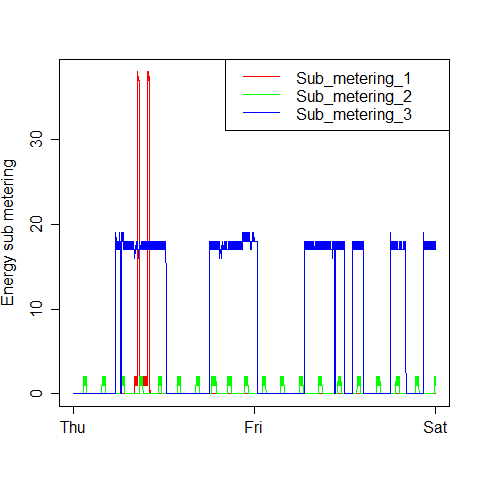 Sub_metering_1
Sub_metering_2
Sub_metering_3
Energy sub metering
30
20
10
0
Thu Fri Sat